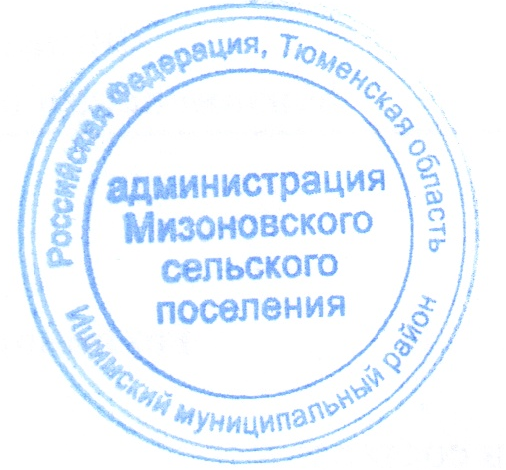 Российская Федерация, Тюменская область
администрация
Мизоновского
сельского
поселения
Ишимский муниципальный район